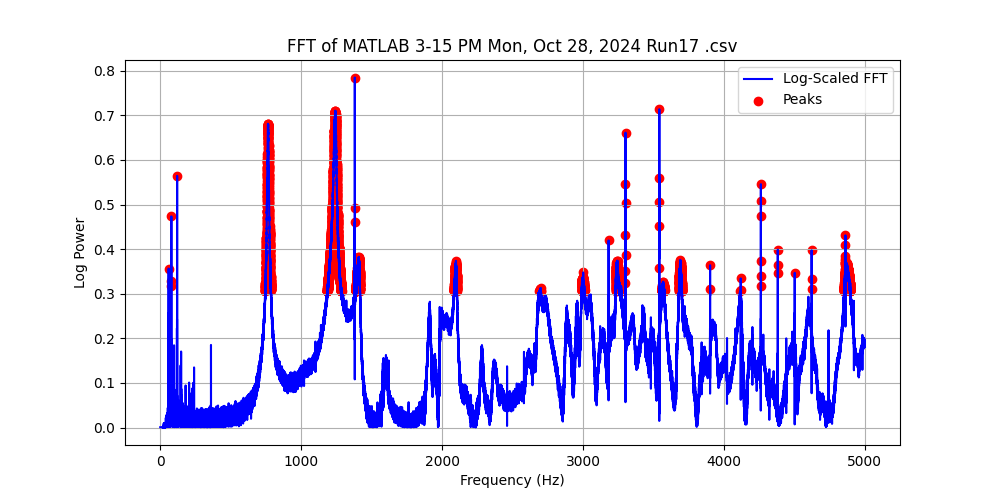 FFT of MATLAB 3-15 PM Mon, Oct 28, 2024 Run17 .csv
Log-Scaled FFT
Peaks
Log Power
0.8
0.7
0.6
0.5
0.4
0.3
0.2
0.1
0.0
0 1000 2000 3000 4000 5000
Frequency (Hz)